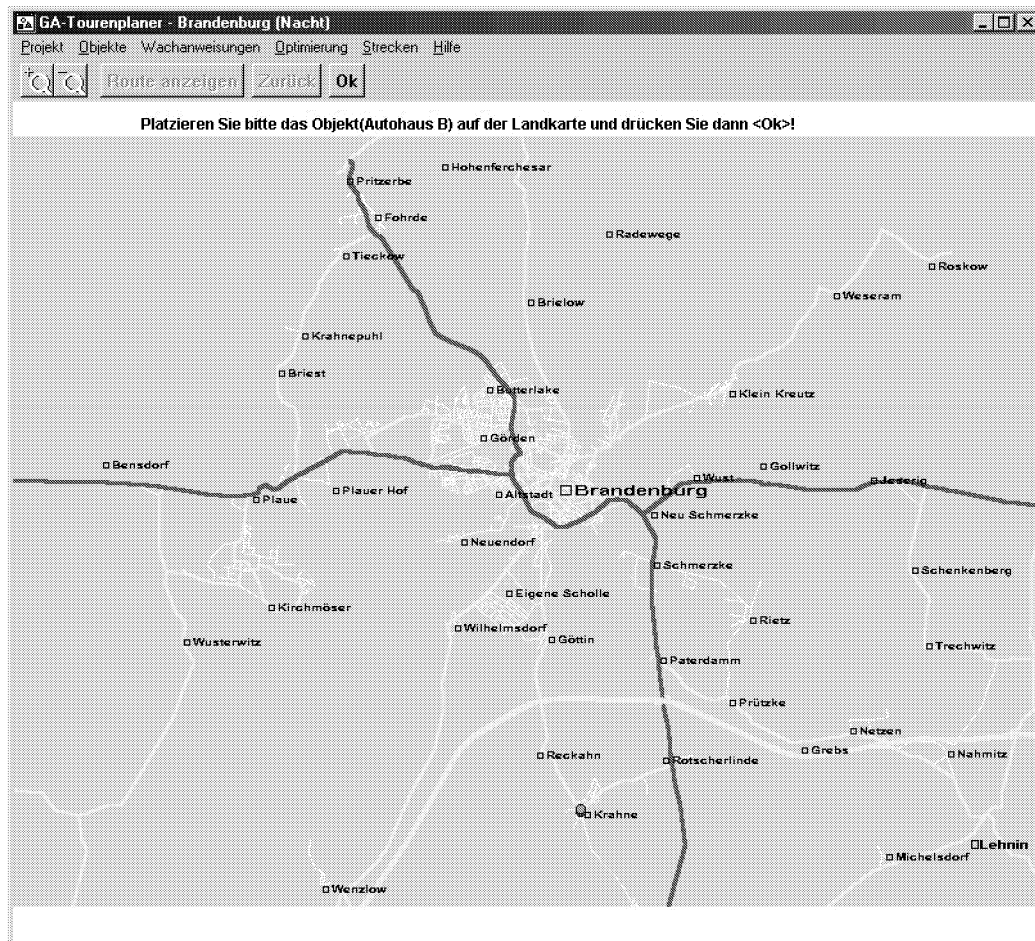 GA-Tourenplaner - Brandenburg (Nacht)
Projekt Objekte Wachanweisungen Optimierung Strecken Hilfe
Route anzeigen Zurück Ok
Platzieren Sie bitte das Objekt(Autohaus B) auf der Landkarte und drücken Sie dann <Ok>!
Hohenferchesar
Pritzerbe
Fohrde
Radewege
Tieckow
Roskow
Weseram
Brielow
Krahnepuhl
Briest
Butterlake
Klein Kreutz
Görden
Bensdorf
Gollwitz
Wust
Jeserig
Plauer Hof
Altstadt
Brandenburg
Plaue
Neu Schmerzke
Neuendorf
Schmerzke
Schenkenberg
Eigene Scholle
Kirchmöser
Rietz
Wilhelmsdorf
Göttin
Wusterwitz
Trechwitz
Paterdamm
Prützke
Netzen
Grebs
Nahmitz
Reckahn
Rotscherlinde
Krahne
Lehnin
Michelsdorf
Wenzlow